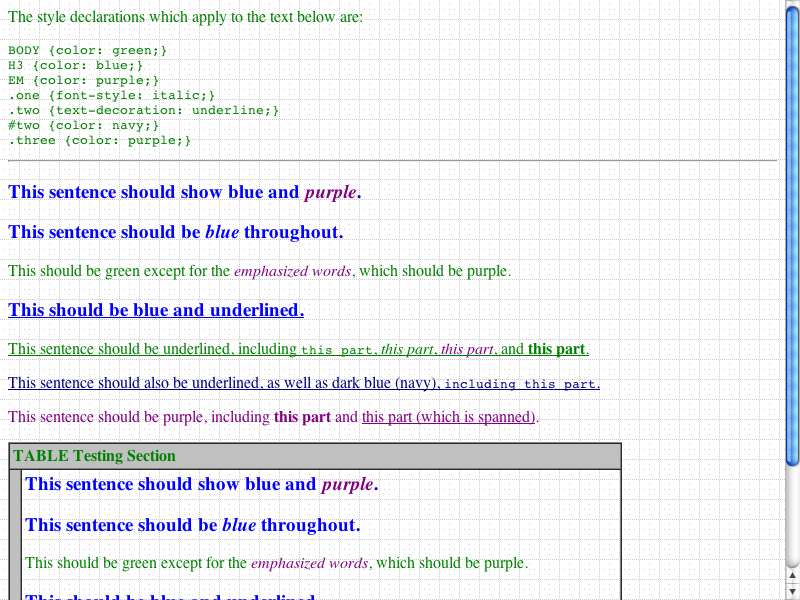 The style declarations which apply to the text below are:
BODY {color: green;}
H3 {color: blue;}
EM {color: purple;}
.one {font-style: italic;}
.two {text-decoration: underline;}
#two {color: navy;}
.three {color: purple;}
This sentence should show blue and purple.
This sentence should be blue throughout.
This should be green except for the emphasized words, which should be purple.
This should be blue and underlined.
This sentence should be underlined, including this part, this part, this part, and this part.
This sentence should also be underlined, as well as dark blue (navy), including this part.
This sentence should be purple, including this part and this part (which is spanned).
TABLE Testing Section
This sentence should show blue and purple.
This sentence should be blue throughout.
This should be green except for the emphasized words, which should be purple.
This should be blue and underlined.